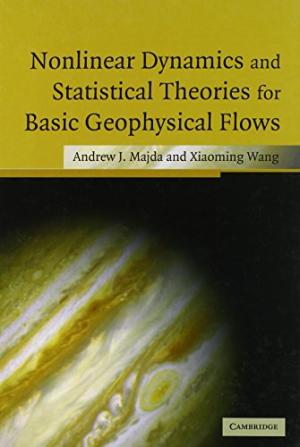 Nonlinear Dynamics and
Statistical Theories for
Basic Geophysical Flows
Andrew J. Majda and Xiaoming Wang
CAMBRIDGE